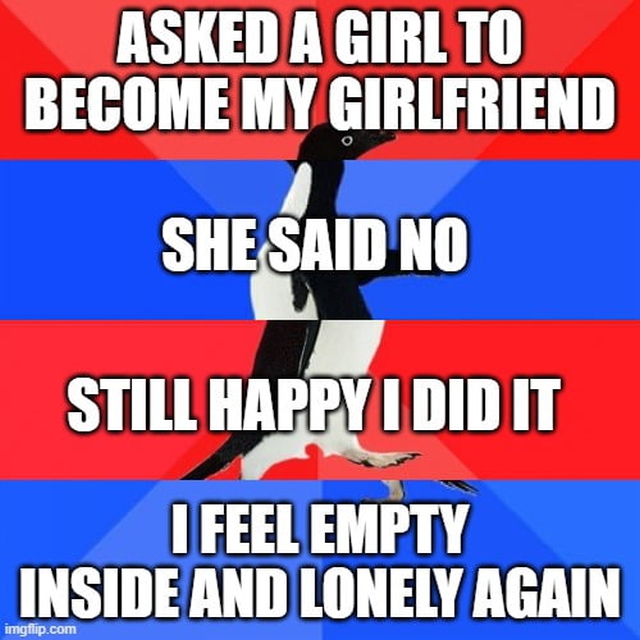 ASKED A GIRL TO
BECOME MY GIRLFRIEND
SHE SAID NO
STILL HAPPY I DID IT
I FEEL EMPTY
INSIDE AND LONELY AGAIN
imgflip.com